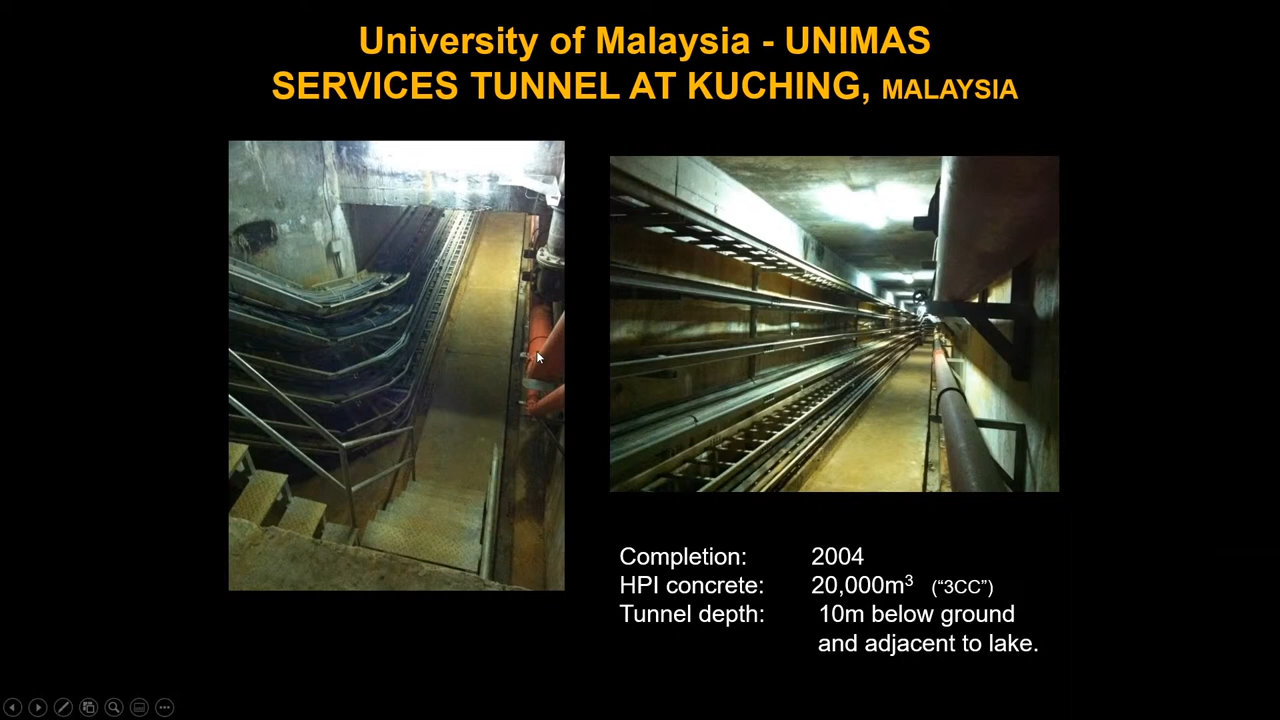 University of Malaysia - UNIMAS
SERVICES TUNNEL AT KUCHING, MALAYSIA
Completion: 2004
HPI concrete: 20,000m³ (“3CC”)
Tunnel depth: 10m below ground
and adjacent to lake.